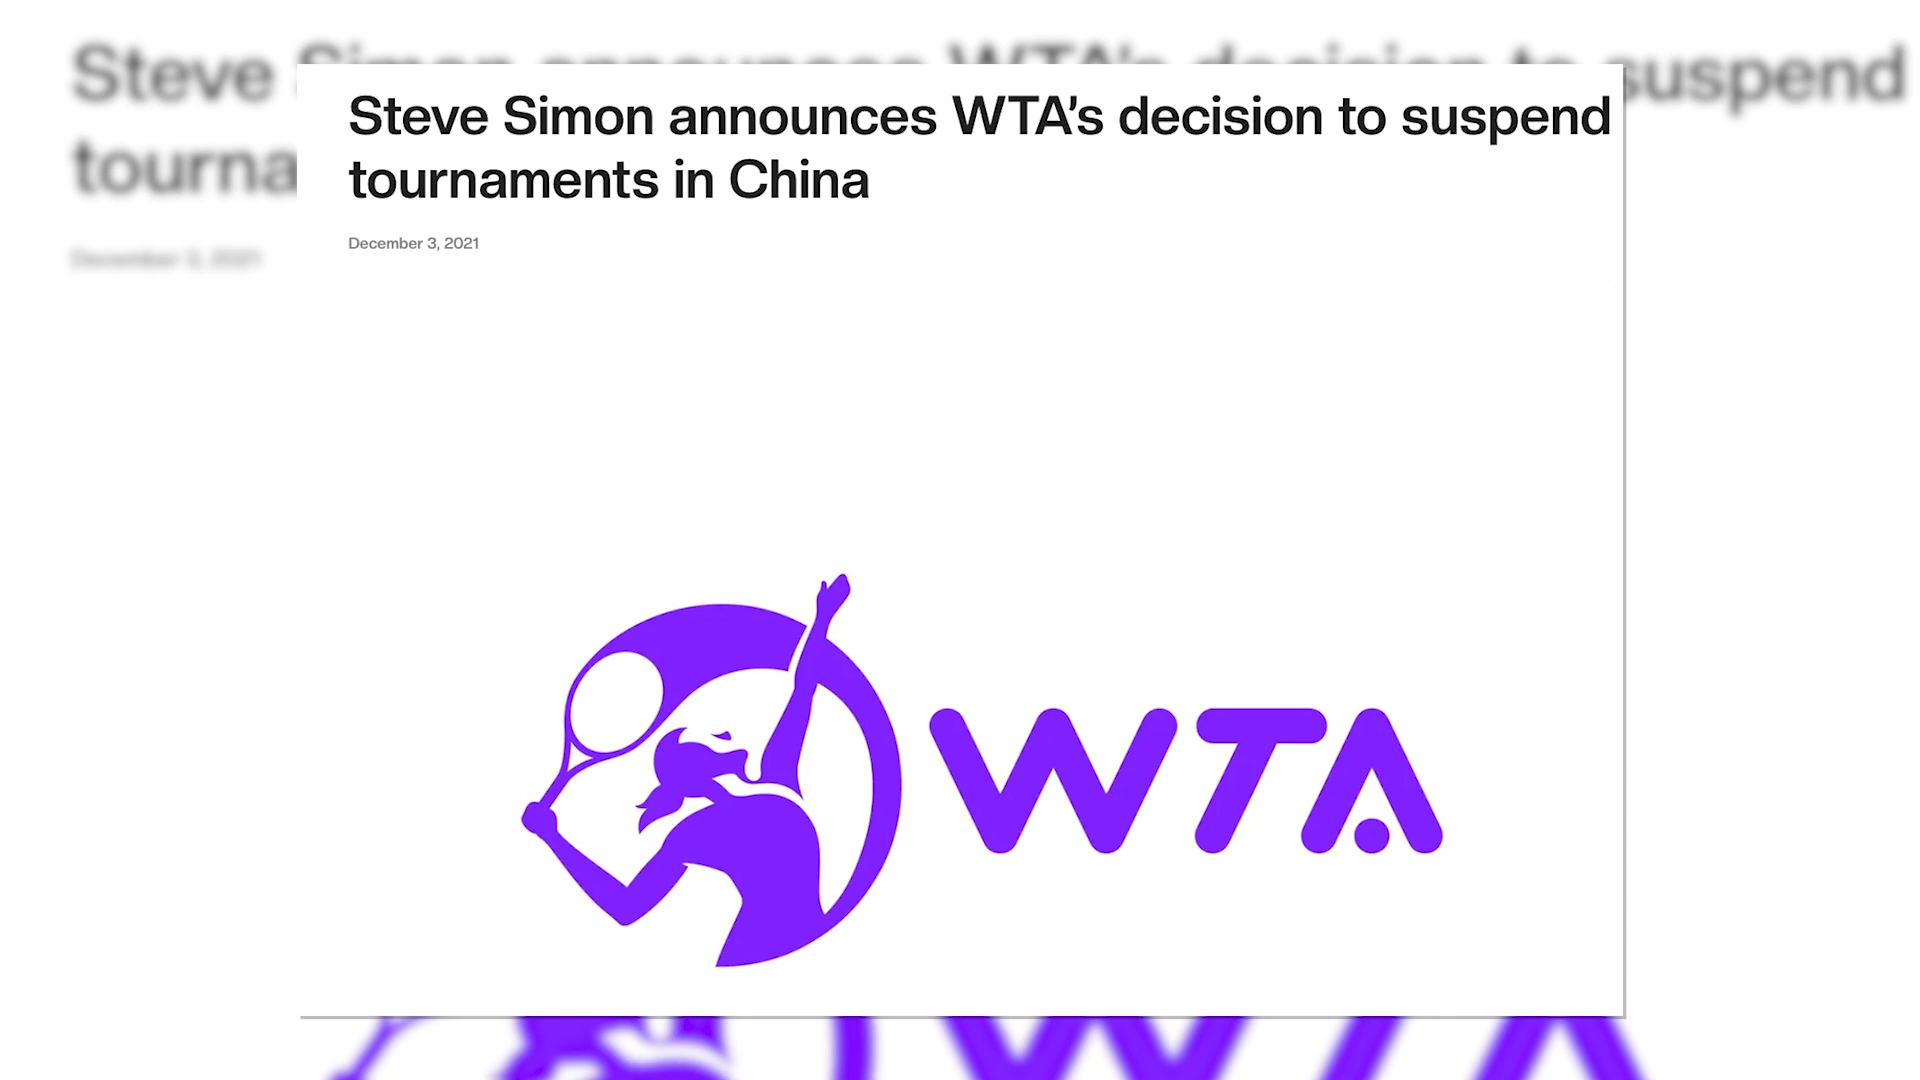 Steve Simon announces WTA’s decision to suspend
tournaments in China
December 3, 2021
WTA